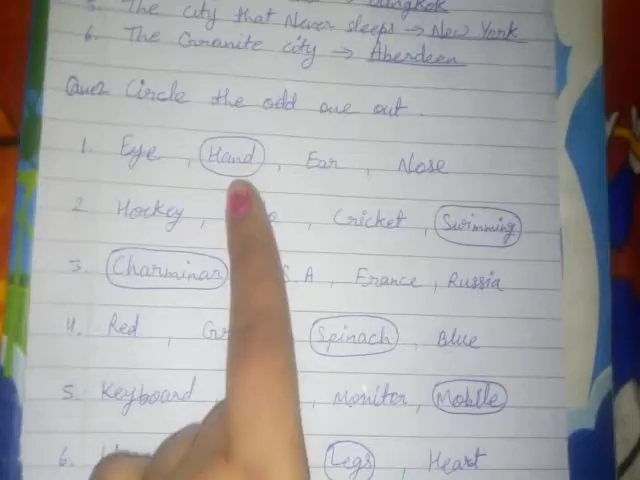 5. The city that Never sleeps → New York
6. The Granite city → Aberdeen
Circle the odd one out.
1. Eye , Hand , Ear , Nose
2 Hockey , Cricket , Swimming
3. Charminar , France , Russia
4. Red , Spinach , Blue
5. Keyboard , Monitor , Mobile
6. Legs , Heart